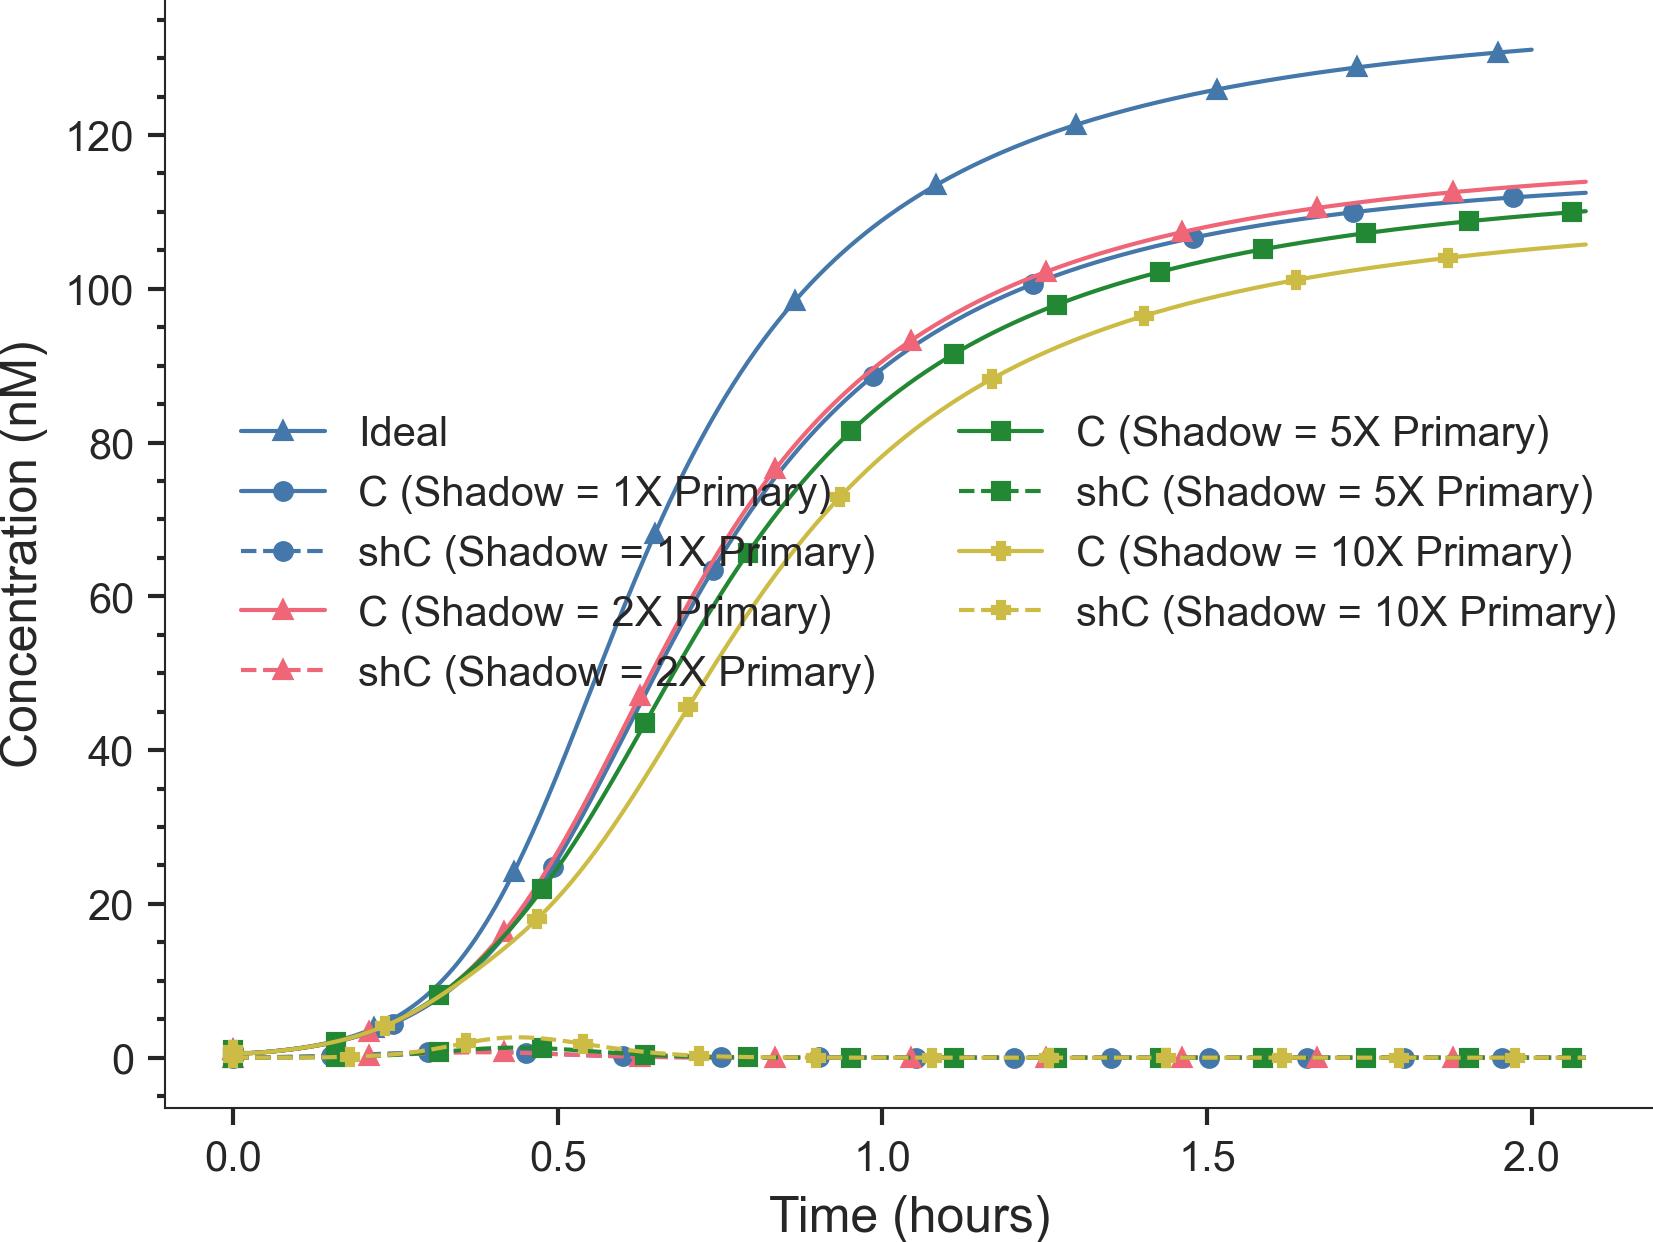 120
100
80
60
40
20
0
Concentration (nM)
Ideal
C (Shadow = 1X Primary)
shC (Shadow = 1X Primary)
C (Shadow = 2X Primary)
shC (Shadow = 2X Primary)
C (Shadow = 5X Primary)
shC (Shadow = 5X Primary)
C (Shadow = 10X Primary)
shC (Shadow = 10X Primary)
0.0 0.5 1.0 1.5 2.0
Time (hours)